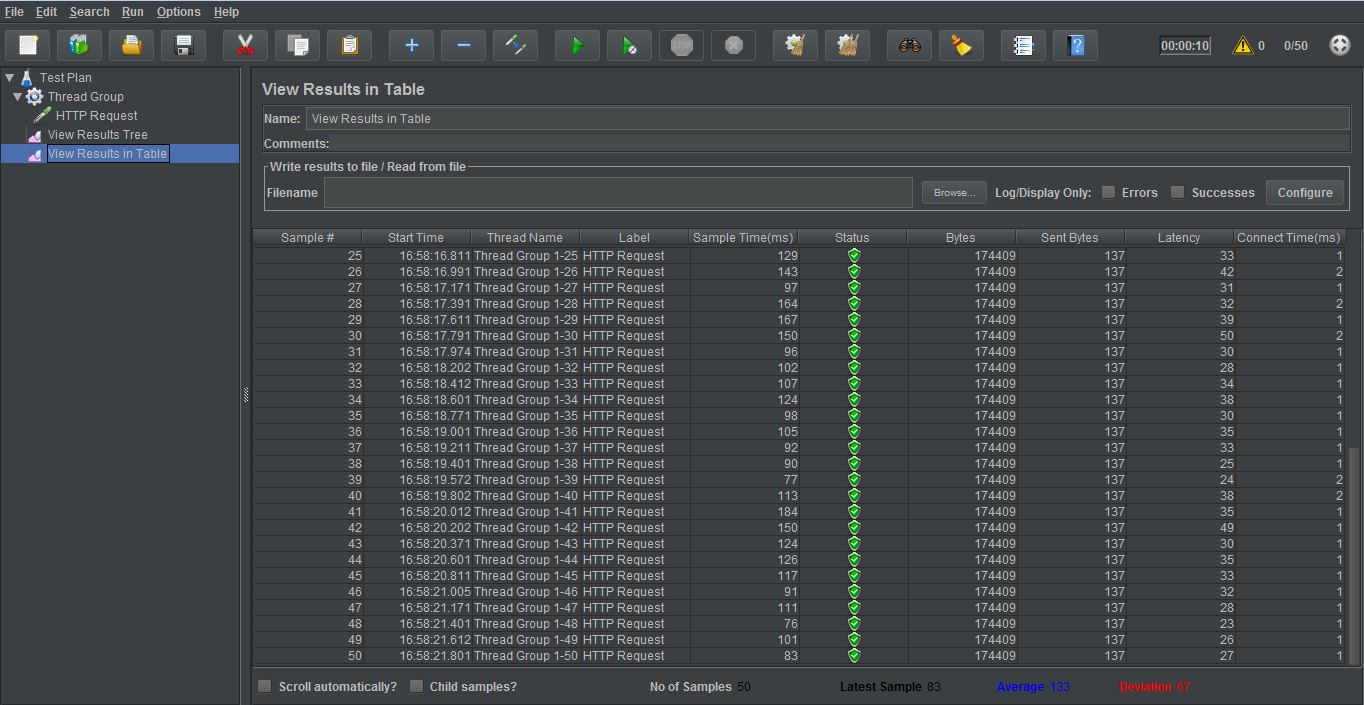 File Edit Search Run Options Help
STOP
00:00:10 0 0/50
Test Plan
Thread Group
HTTP Request
View Results Tree
View Results in Table
View Results in Table
Name: View Results in Table
Comments:
Write results to file / Read from file
Filename Browse... Log/Display Only: Errors Successes Configure
Sample # Start Time Thread Name Label Sample Time(ms) Status Bytes Sent Bytes Latency Connect Time(ms)
25 16:58:16.811 Thread Group 1-25 HTTP Request 129 174409 137 33 1
26 16:58:16.991 Thread Group 1-26 HTTP Request 143 174409 137 42 2
27 16:58:17.171 Thread Group 1-27 HTTP Request 97 174409 137 31 1
28 16:58:17.391 Thread Group 1-28 HTTP Request 164 174409 137 32 2
29 16:58:17.611 Thread Group 1-29 HTTP Request 167 174409 137 39 1
30 16:58:17.791 Thread Group 1-30 HTTP Request 150 174409 137 50 2
31 16:58:17.974 Thread Group 1-31 HTTP Request 96 174409 137 30 1
32 16:58:18.202 Thread Group 1-32 HTTP Request 102 174409 137 28 1
33 16:58:18.412 Thread Group 1-33 HTTP Request 107 174409 137 34 1
34 16:58:18.601 Thread Group 1-34 HTTP Request 124 174409 137 38 1
35 16:58:18.771 Thread Group 1-35 HTTP Request 98 174409 137 30 1
36 16:58:19.001 Thread Group 1-36 HTTP Request 105 174409 137 35 1
37 16:58:19.211 Thread Group 1-37 HTTP Request 92 174409 137 33 1
38 16:58:19.401 Thread Group 1-38 HTTP Request 90 174409 137 25 1
39 16:58:19.572 Thread Group 1-39 HTTP Request 77 174409 137 24 2
40 16:58:19.802 Thread Group 1-40 HTTP Request 113 174409 137 38 2
41 16:58:20.012 Thread Group 1-41 HTTP Request 184 174409 137 35 1
42 16:58:20.202 Thread Group 1-42 HTTP Request 150 174409 137 49 1
43 16:58:20.371 Thread Group 1-43 HTTP Request 124 174409 137 30 1
44 16:58:20.601 Thread Group 1-44 HTTP Request 126 174409 137 35 1
45 16:58:20.811 Thread Group 1-45 HTTP Request 117 174409 137 33 1
46 16:58:21.005 Thread Group 1-46 HTTP Request 91 174409 137 32 1
47 16:58:21.171 Thread Group 1-47 HTTP Request 111 174409 137 28 1
48 16:58:21.401 Thread Group 1-48 HTTP Request 76 174409 137 23 1
49 16:58:21.612 Thread Group 1-49 HTTP Request 101 174409 137 26 1
50 16:58:21.801 Thread Group 1-50 HTTP Request 83 174409 137 27 1
Scroll automatically? Child samples? No of Samples 50 Latest Sample 83 Average 133 Deviation 67